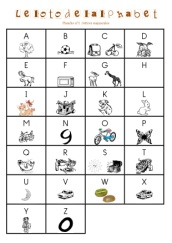 Le loto de l alphabet
A B C D
E F G H
I J K L
M N O P
9
Q R S T
U V W X
Y Z
0